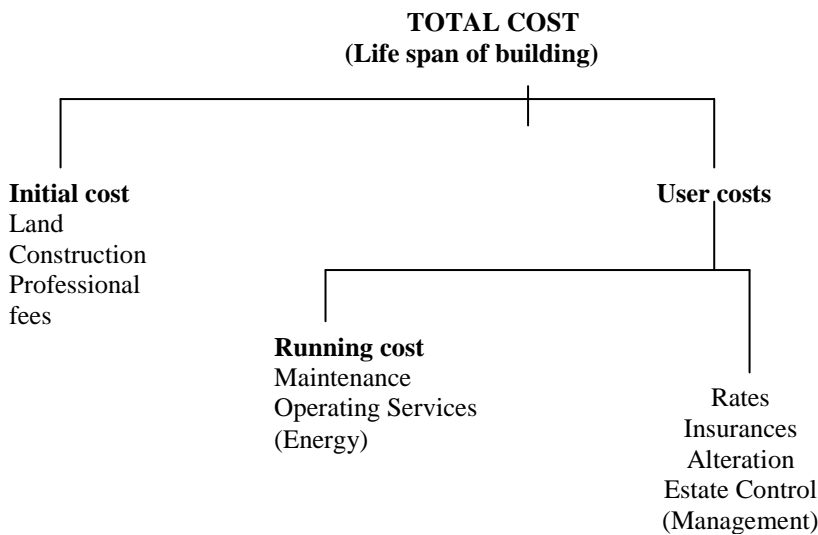 TOTAL COST
(Life span of building)
Initial cost
Land
Construction
Professional
fees
User costs
Running cost
Maintenance
Operating Services
(Energy)
Rates
Insurances
Alteration
Estate Control
(Management)